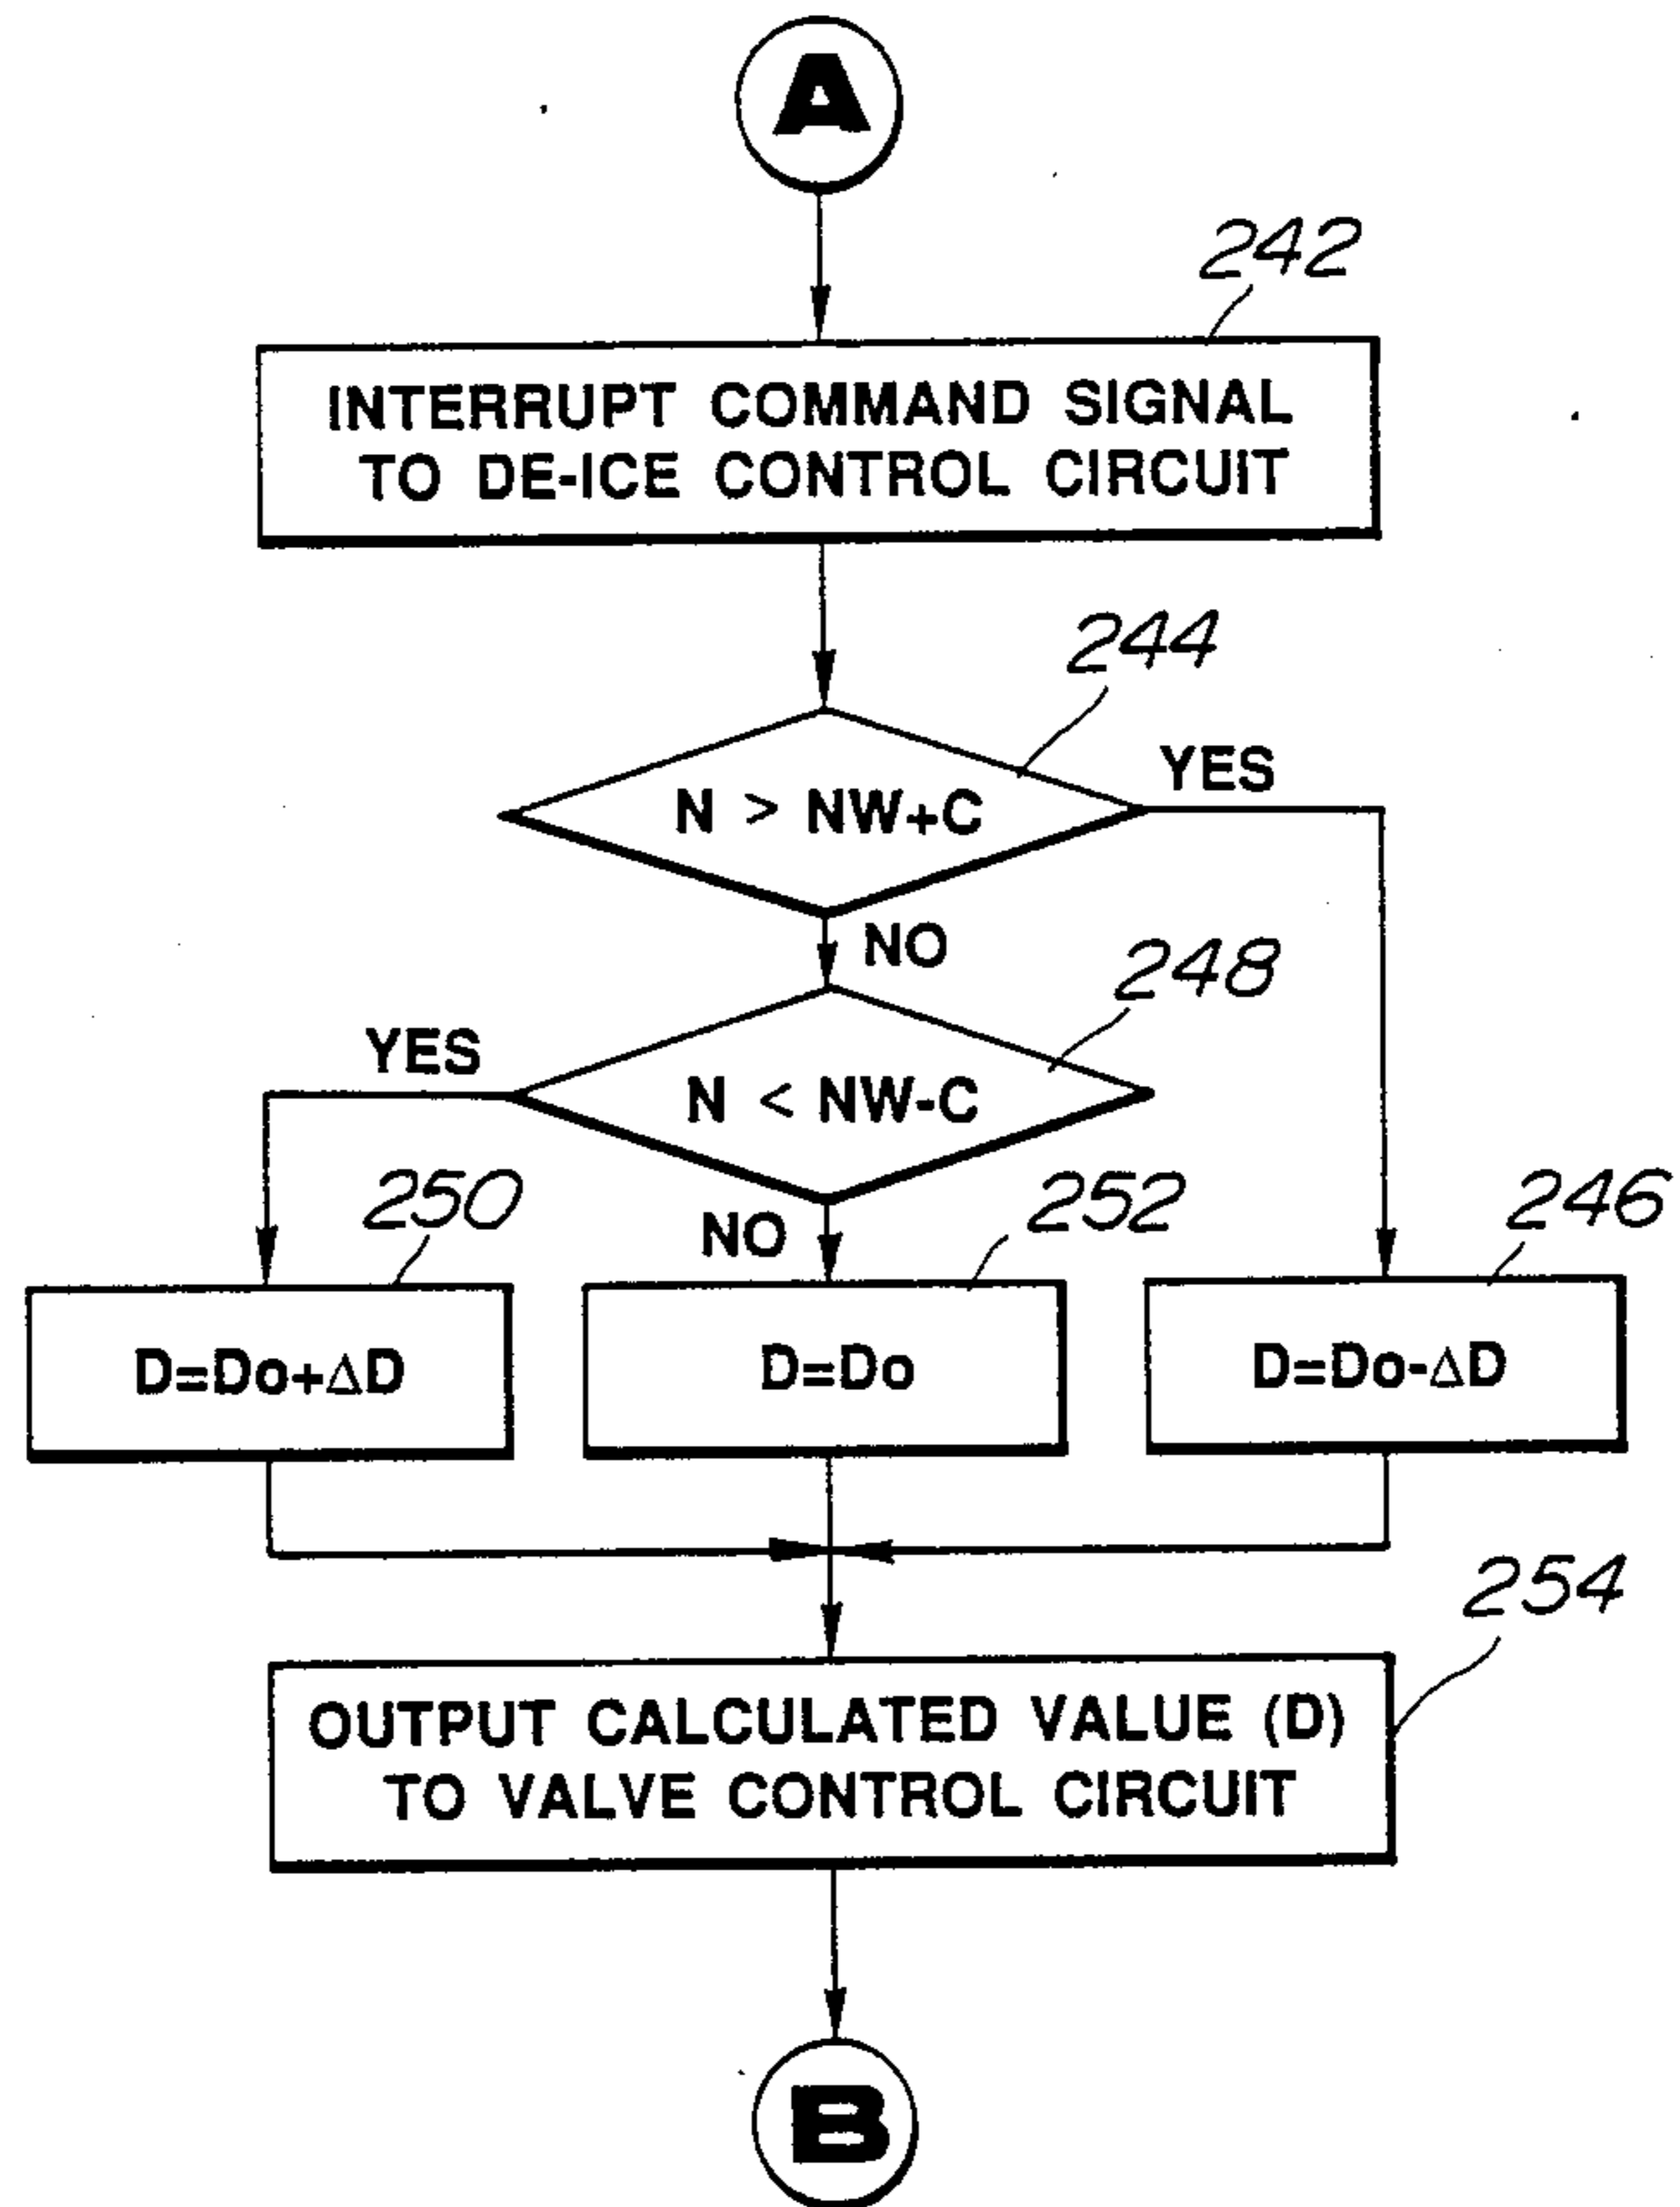 A
242
INTERRUPT COMMAND SIGNAL
TO DE-ICE CONTROL CIRCUIT
244
YES
N > NW+C
NO
248
YES
N < NW-C
250
NO
252
246
D=Do+ΔD
D=Do
D=Do-ΔD
254
OUTPUT CALCULATED VALUE (D)
TO VALVE CONTROL CIRCUIT
B